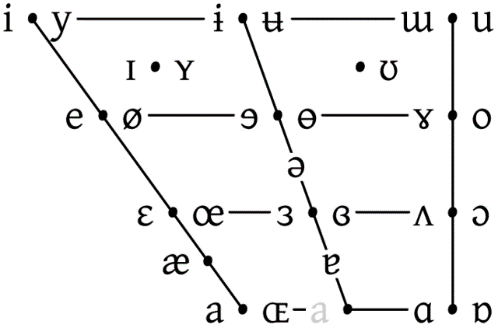 i y ɨ ʉ ɯ u
ɪ ʏ ʊ
e ø ɘ ɵ ɤ o
ə
ɛ œ ɜ ɞ ʌ ɔ
æ ɐ
a ɶ a ɑ ɒ